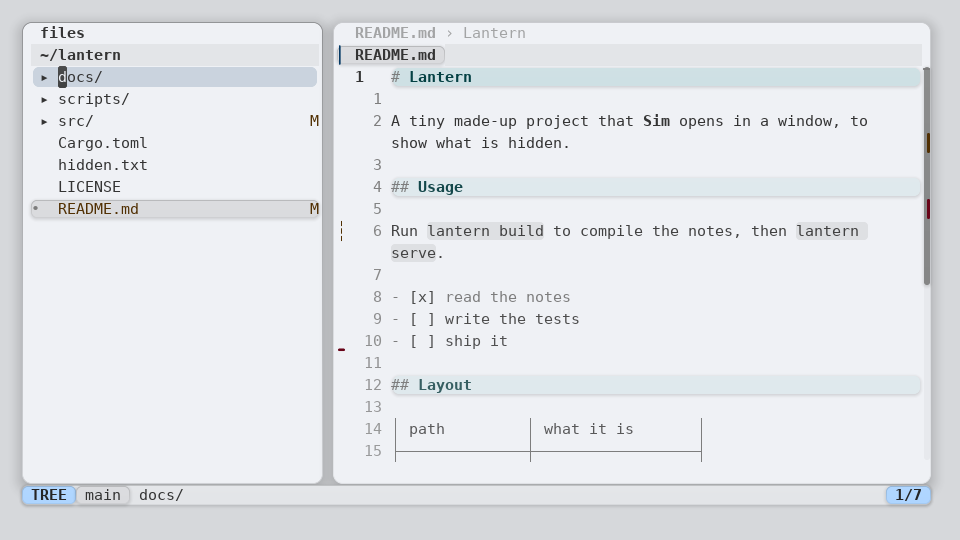 files
~/lantern
▸ docs/
▸ scripts/
▸ src/ M
Cargo.toml
hidden.txt
LICENSE
• README.md M
README.md › Lantern
README.md
1 # Lantern
1
2 A tiny made-up project that Sim opens in a window, to
show what is hidden.
3
4 ## Usage
5
6 Run lantern build to compile the notes, then lantern
serve.
7
8 - [x] read the notes
9 - [ ] write the tests
10 - [ ] ship it
11
12 ## Layout
13
14 path what it is
15
TREE main docs/ 1/7